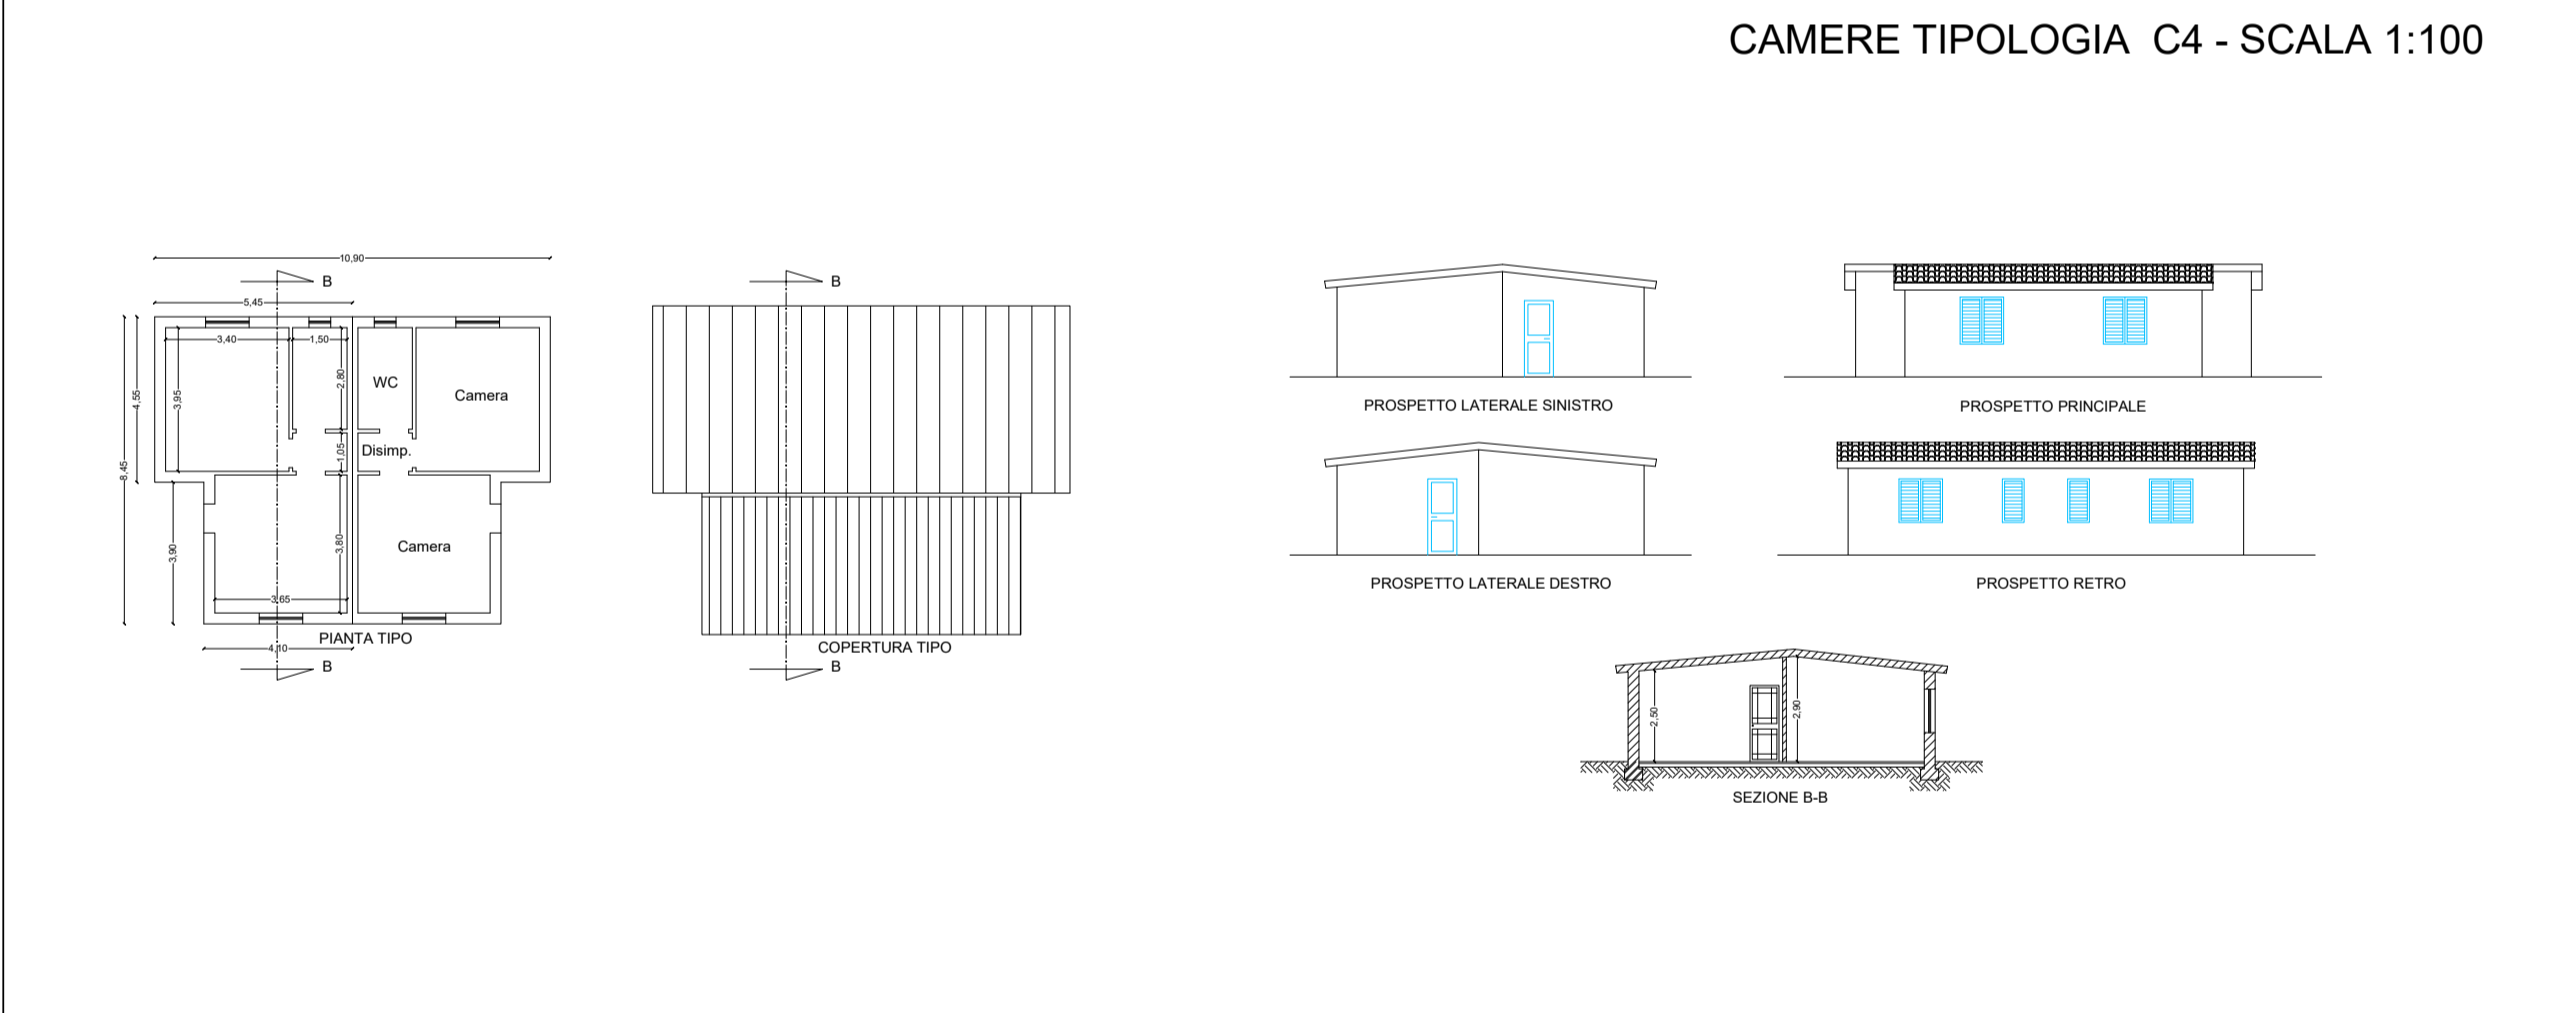 CAMERE TIPOLOGIA C4 - SCALA 1:100
10,90
B
5,45
3,40
1,50
8,45
4,55
3,95
2,80
WC
Camera
1,05
Disimp.
3,90
3,80
Camera
3,65
PIANTA TIPO
4,10
B
B
COPERTURA TIPO
B
PROSPETTO LATERALE SINISTRO
PROSPETTO PRINCIPALE
PROSPETTO LATERALE DESTRO
PROSPETTO RETRO
2,50
2,90
SEZIONE B-B